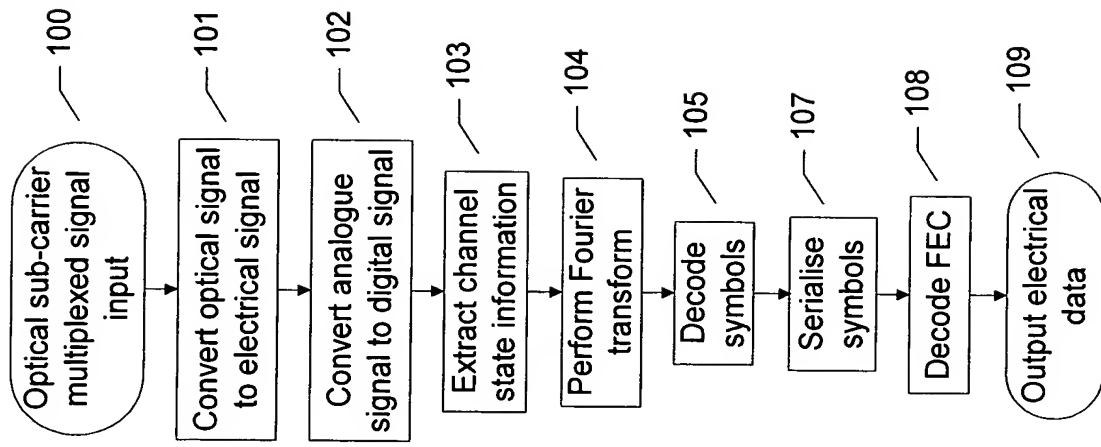 Optical sub-carrier
multiplexed signal
input
100
Convert optical signal
to electrical signal
101
Convert analogue
signal to digital signal
102
Extract channel
state information
103
Perform Fourier
transform
104
Decode
symbols
105
Serialise
symbols
107
Decode FEC
108
Output electrical
data
109